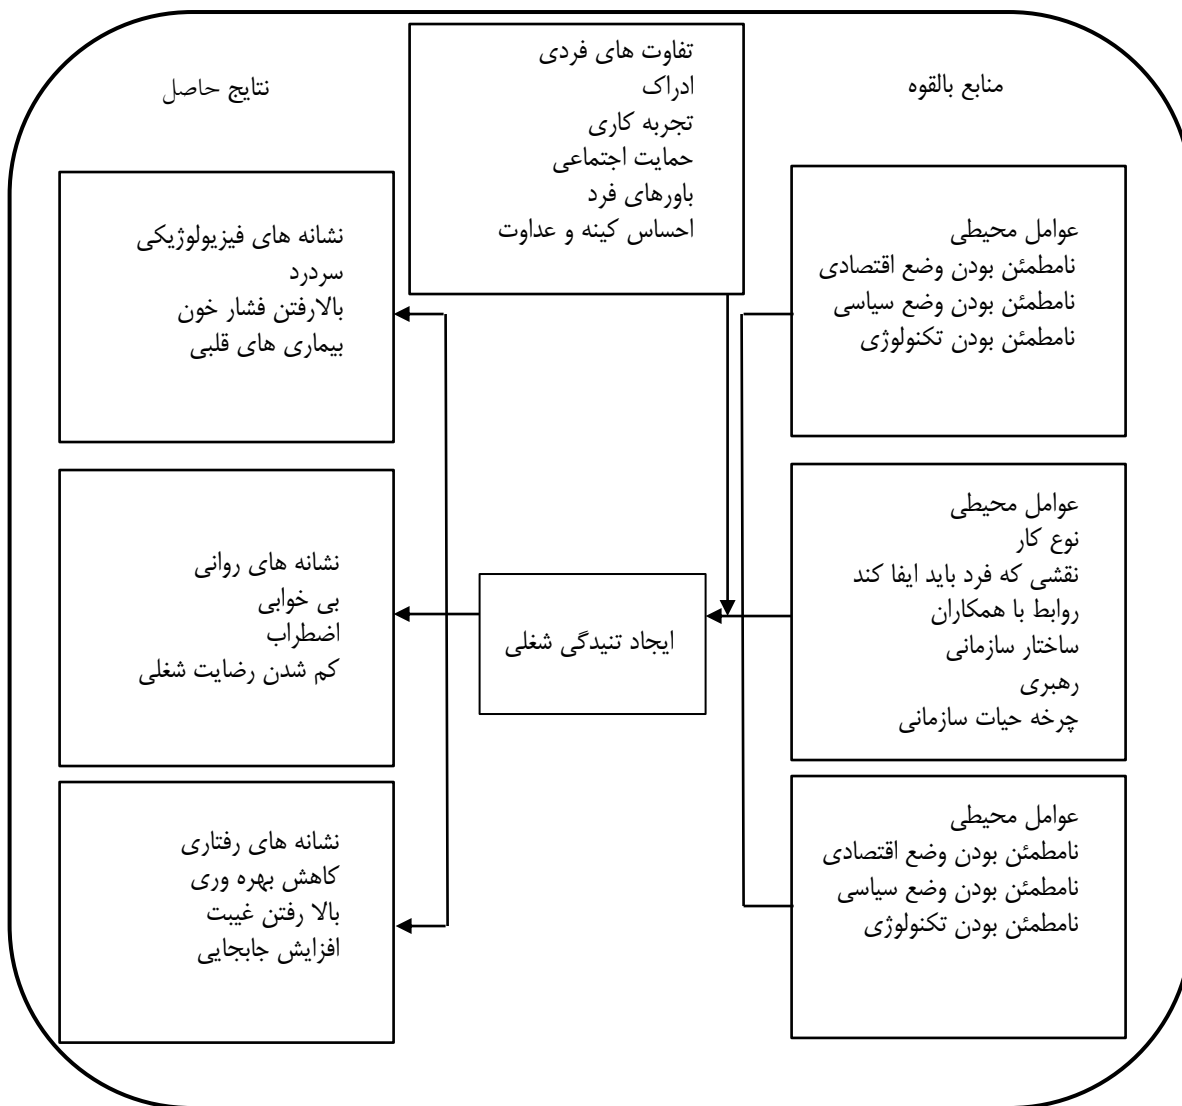 منابع بالقوه
عوامل محیطی
نامطمئن بودن وضع اقتصادی
نامطمئن بودن وضع سیاسی
نامطمئن بودن تکنولوژی
عوامل محیطی
نوع کار
نقشی که فرد باید ایفا کند
روابط با همکاران
ساختار سازمانی
رهبری
چرخه حیات سازمانی
عوامل محیطی
نامطمئن بودن وضع اقتصادی
نامطمئن بودن وضع سیاسی
نامطمئن بودن تکنولوژی
تفاوت های فردی
ادراک
تجربه کاری
حمایت اجتماعی
باورهای فرد
احساس کینه و عداوت
ایجاد تنیدگی شغلی
نتایج حاصل
نشانه های فیزیولوژیکی
سردرد
بالارفتن فشار خون
بیماری های قلبی
نشانه های روانی
بی خوابی
اضطراب
کم شدن رضایت شغلی
نشانه های رفتاری
کاهش بهره وری
بالا رفتن غیبت
افزایش جابجایی